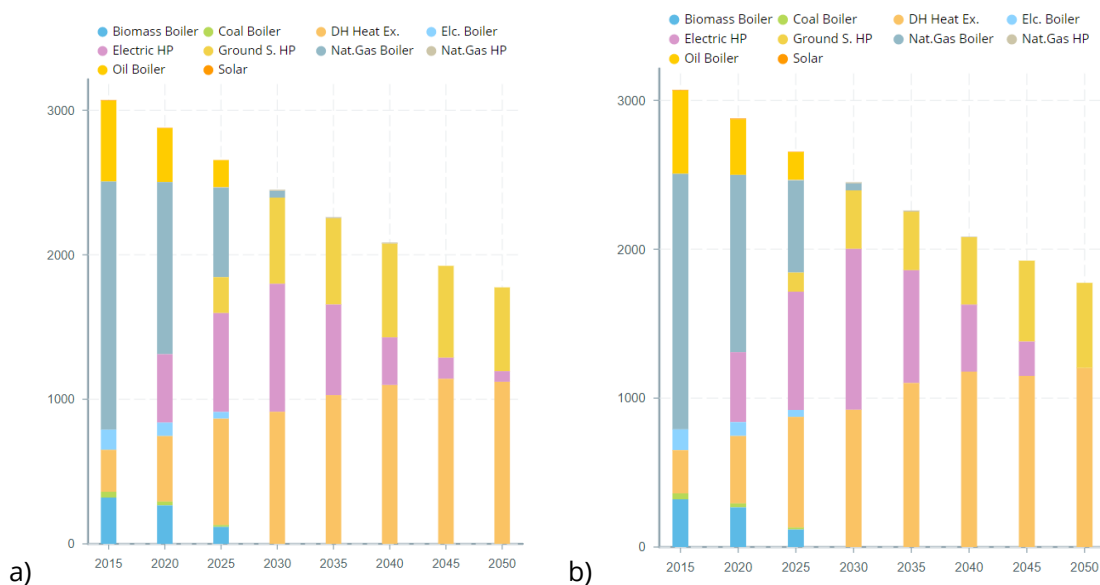 Biomass Boiler Coal Boiler DH Heat Ex. Elc. Boiler
Electric HP Ground S. HP Nat.Gas Boiler Nat.Gas HP
Oil Boiler Solar
3000
2000
1000
0
2015 2020 2025 2030 2035 2040 2045 2050
a)
Biomass Boiler Coal Boiler DH Heat Ex. Elc. Boiler
Electric HP Ground S. HP Nat.Gas Boiler Nat.Gas HP
Oil Boiler Solar
3000
2000
1000
0
2015 2020 2025 2030 2035 2040 2045 2050
b)